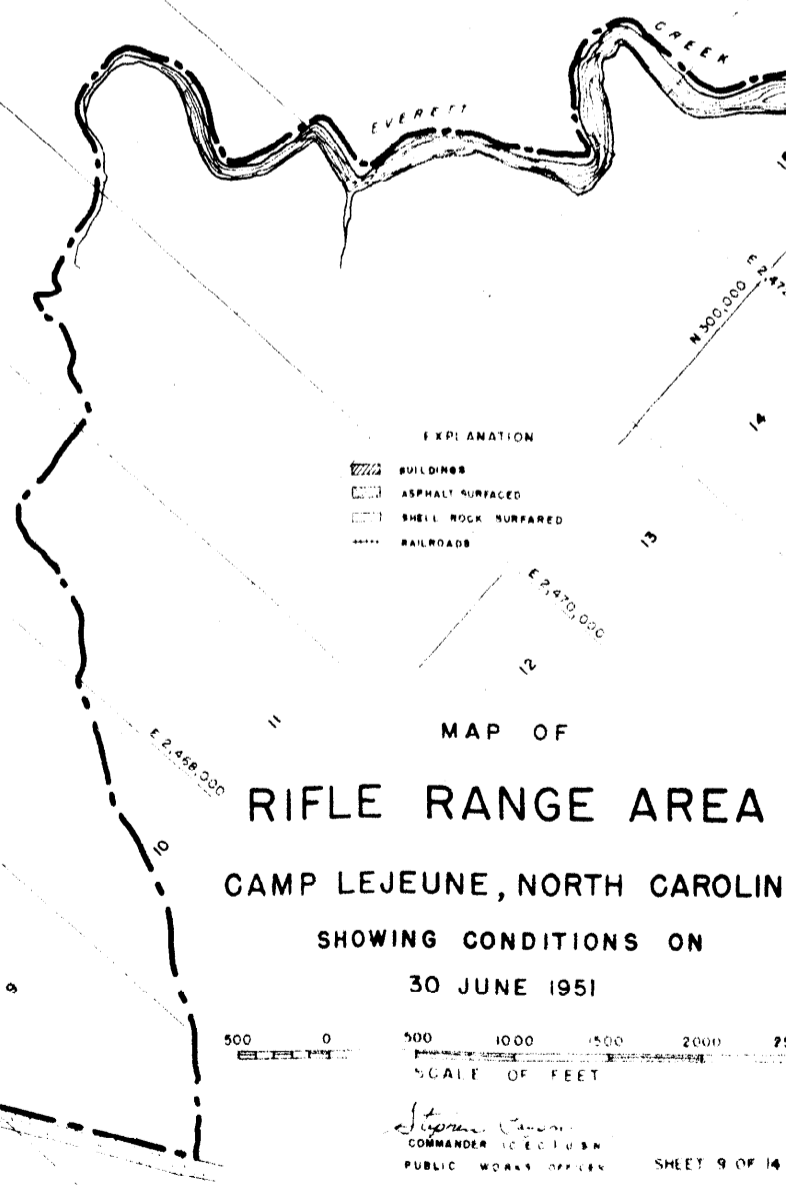 CREEK
EVERETT
15
N 300,000
14
EXPLANATION
BUILDINGS
ASPHALT SURFACED
SHELL ROCK SURFARED
RAILROADS
13
E 2,470,000
12
11
MAP OF
E 2,468,000
RIFLE RANGE AREA
10
CAMP LEJEUNE, NORTH CAROLIN
SHOWING CONDITIONS ON
9
30 JUNE 1951
500 0 500 1000 1500 2000
SCALE OF FEET
COMMANDER
PUBLIC WORKS OFFICER SHEET 9 OF 14